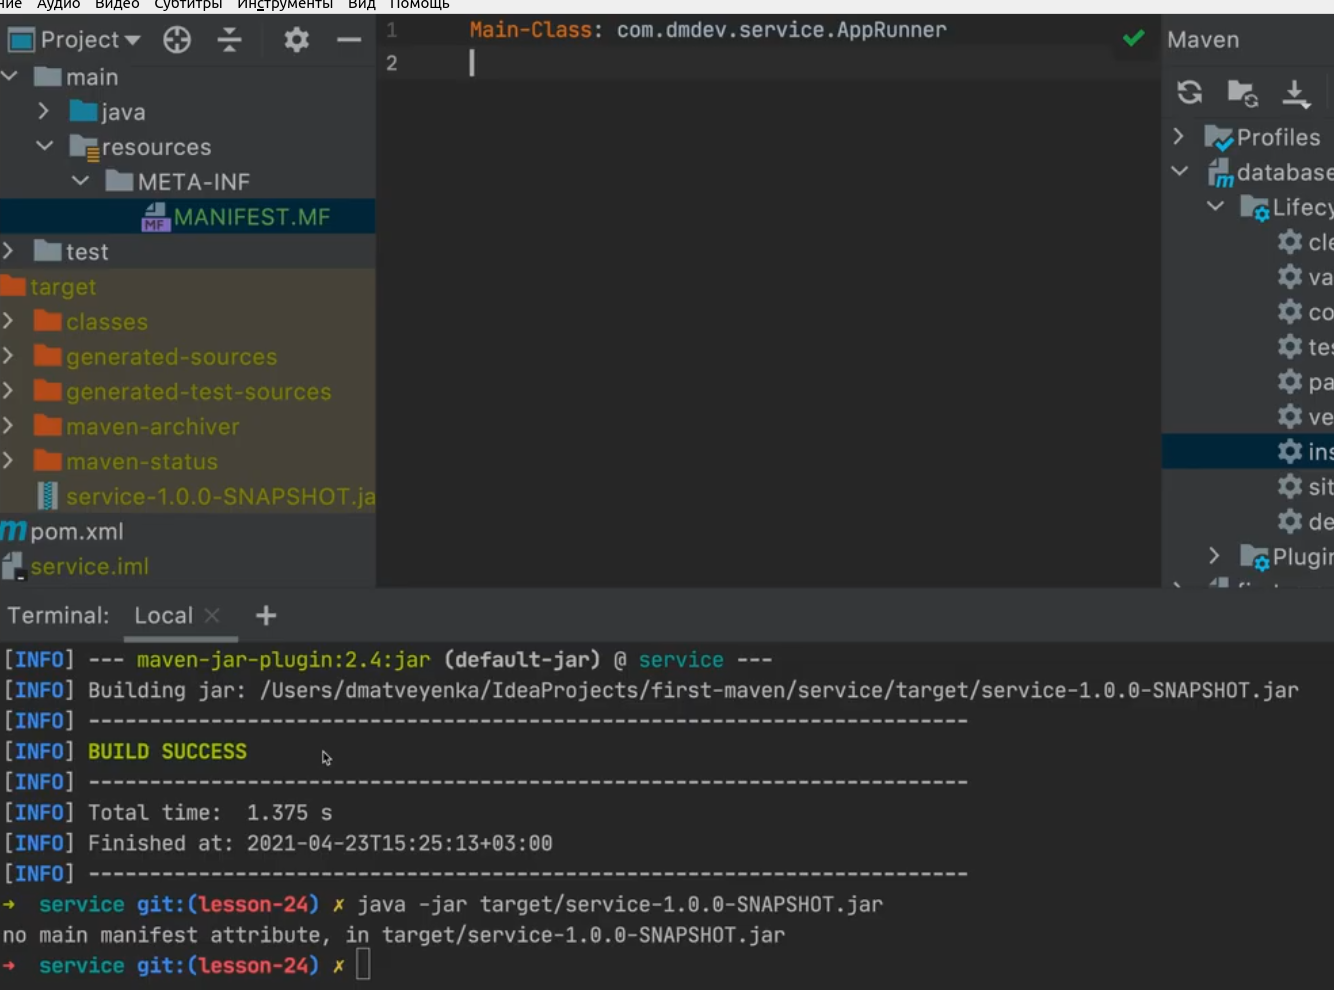 ние Аудио Видео Субтитры Инструменты Вид Помощь
Project
main
java
resources
META-INF
MANIFEST.MF
test
target
classes
generated-sources
generated-test-sources
maven-archiver
maven-status
service-1.0.0-SNAPSHOT.ja
pom.xml
service.iml
1 Main-Class: com.dmdev.service.AppRunner
2
Maven
Profiles
database
Lifecy
cle
va
co
tes
pa
ve
ins
sit
de
Plugin
Terminal: Local
[INFO] --- maven-jar-plugin:2.4:jar (default-jar) @ service ---
[INFO] Building jar: /Users/dmatveyenka/IdeaProjects/first-maven/service/target/service-1.0.0-SNAPSHOT.jar
[INFO] ------------------------------------------------------------------------
[INFO] BUILD SUCCESS
[INFO] ------------------------------------------------------------------------
[INFO] Total time:  1.375 s
[INFO] Finished at: 2021-04-23T15:25:13+03:00
[INFO] ------------------------------------------------------------------------
→ service git:(lesson-24) ✗ java -jar target/service-1.0.0-SNAPSHOT.jar
no main manifest attribute, in target/service-1.0.0-SNAPSHOT.jar
→ service git:(lesson-24) ✗